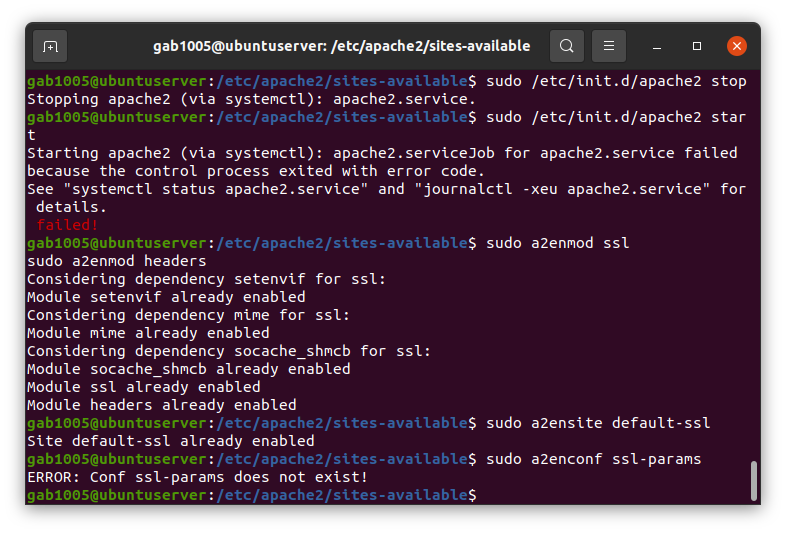 gab1005@ubuntuserver: /etc/apache2/sites-available
gab1005@ubuntuserver:/etc/apache2/sites-available$ sudo /etc/init.d/apache2 stop
Stopping apache2 (via systemctl): apache2.service.
gab1005@ubuntuserver:/etc/apache2/sites-available$ sudo /etc/init.d/apache2 star
t
Starting apache2 (via systemctl): apache2.serviceJob for apache2.service failed
because the control process exited with error code.
See "systemctl status apache2.service" and "journalctl -xeu apache2.service" for
 details.
 failed!
gab1005@ubuntuserver:/etc/apache2/sites-available$ sudo a2enmod ssl
sudo a2enmod headers
Considering dependency setenvif for ssl:
Module setenvif already enabled
Considering dependency mime for ssl:
Module mime already enabled
Considering dependency socache_shmcb for ssl:
Module socache_shmcb already enabled
Module ssl already enabled
Module headers already enabled
gab1005@ubuntuserver:/etc/apache2/sites-available$ sudo a2ensite default-ssl
Site default-ssl already enabled
gab1005@ubuntuserver:/etc/apache2/sites-available$ sudo a2enconf ssl-params
ERROR: Conf ssl-params does not exist!
gab1005@ubuntuserver:/etc/apache2/sites-available$